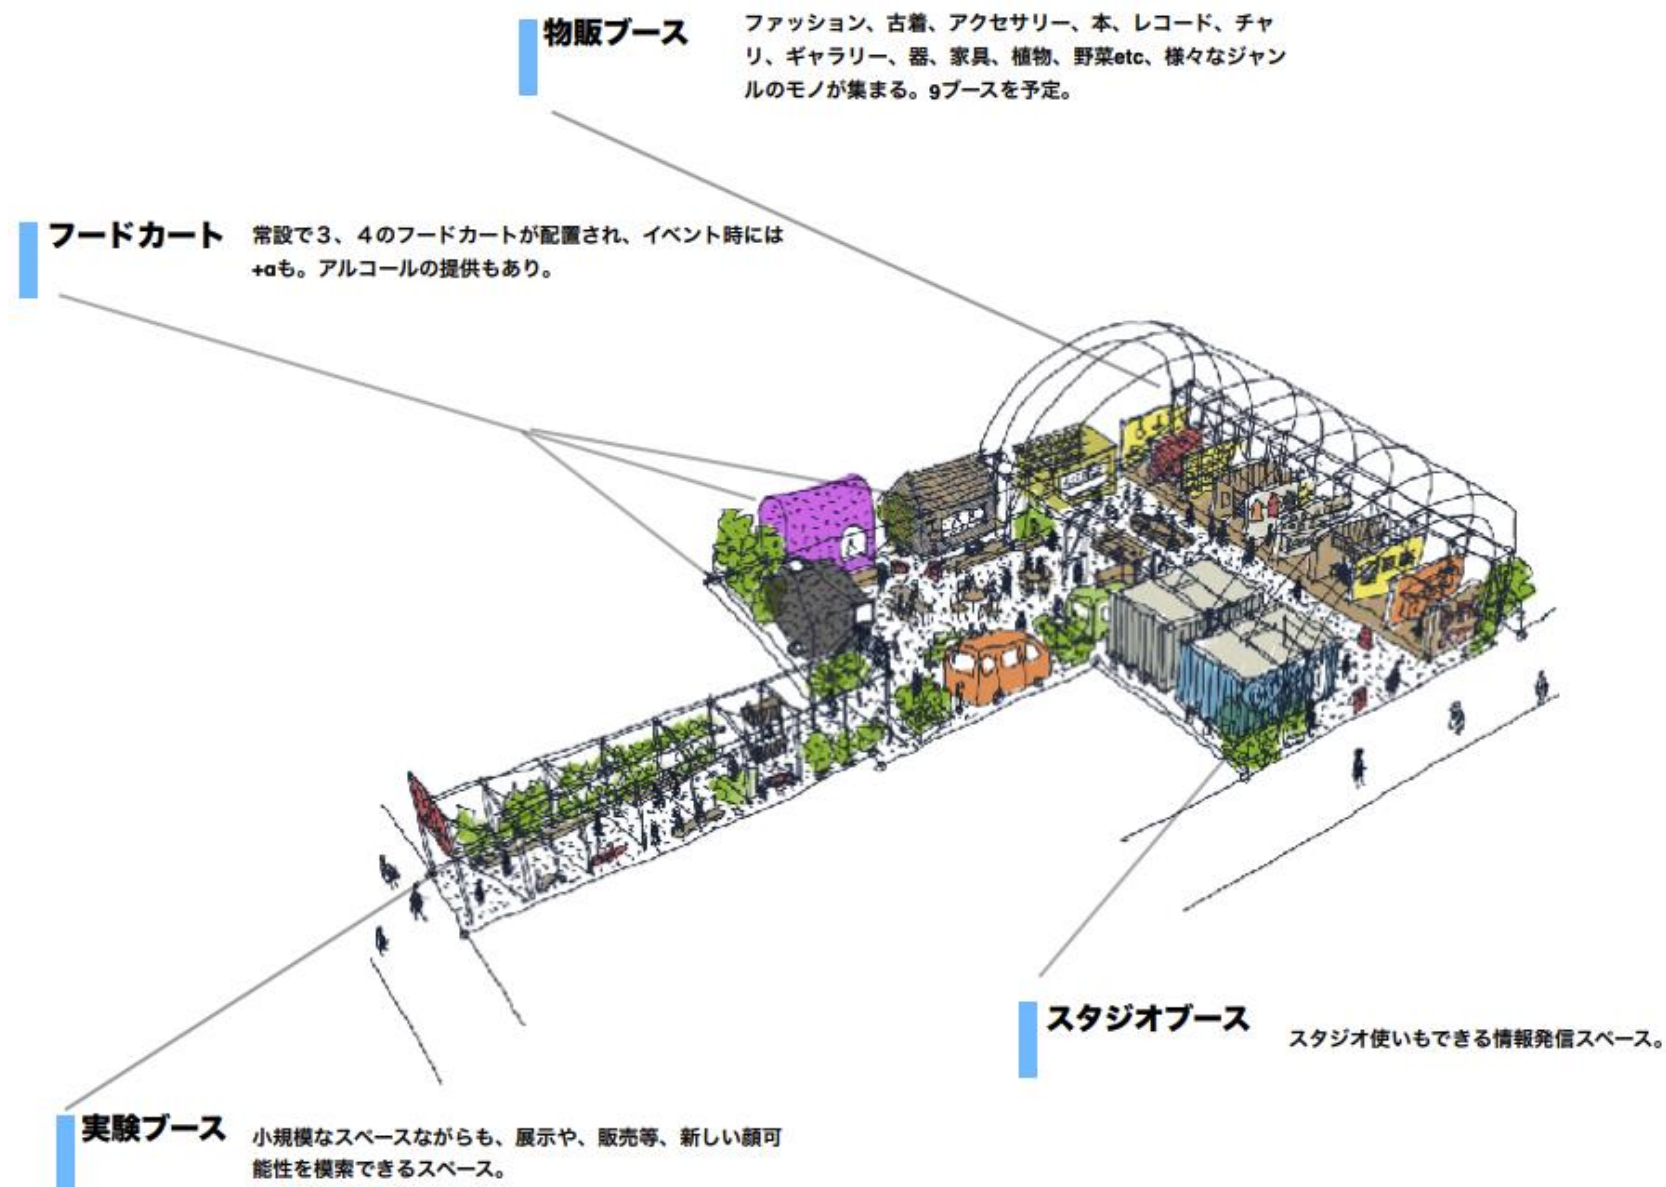 物販ブース
ファッション、古着、アクセサリー、本、レコード、チャ
リ、ギャラリー、器、家具、植物、野菜etc、様々なジャン
ルのモノが集まる。9ブースを予定。
フードカート
常設で３、４のフードカートが配置され、イベント時には
+αも。アルコールの提供もあり。
スタジオブース
スタジオ使いもできる情報発信スペース。
実験ブース
小規模なスペースながらも、展示や、販売等、新しい顔可
能性を模索できるスペース。